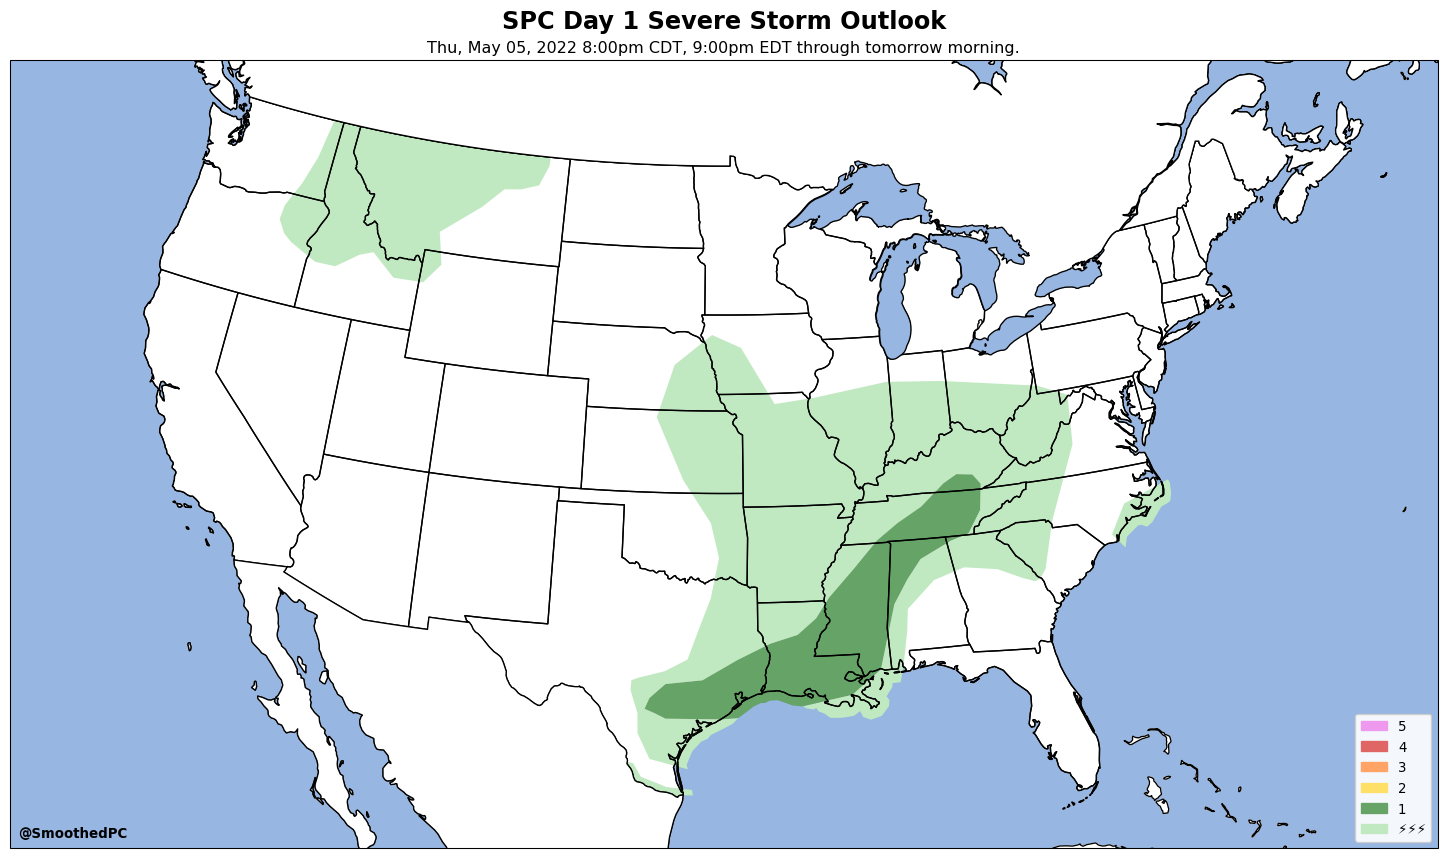 SPC Day 1 Severe Storm Outlook
Thu, May 05, 2022 8:00pm CDT, 9:00pm EDT through tomorrow morning.
5
4
3
2
1
⚡⚡⚡
@SmoothedPC